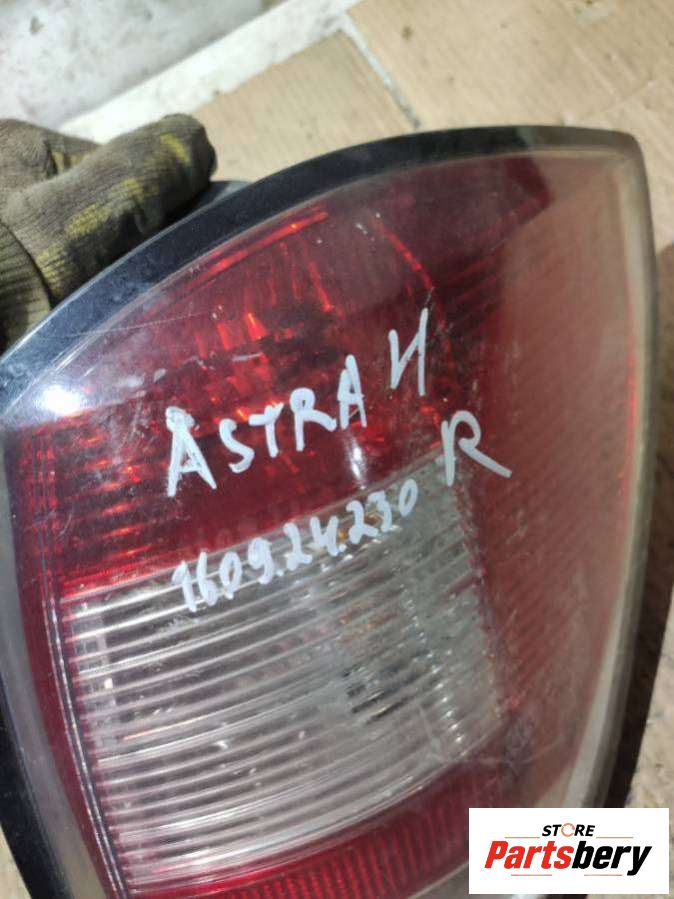 ASTRA H
R
1609.24.230
STORE
Partsbery